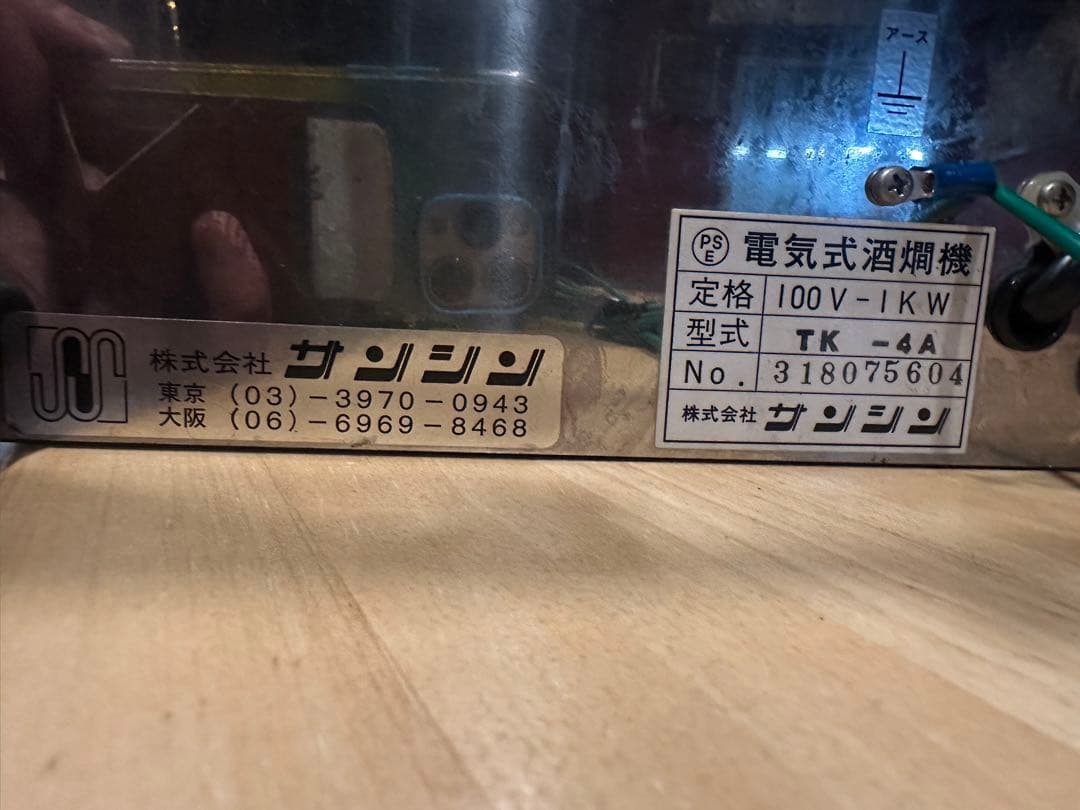 アース
PS
E
電気式酒燗機
定格 100V-1KW
型式 TK -4A
No. 318075604
株式会社 サンシン
株式会社 サンシン
東京 (03)-3970-0943
大阪 (06)-6969-8468